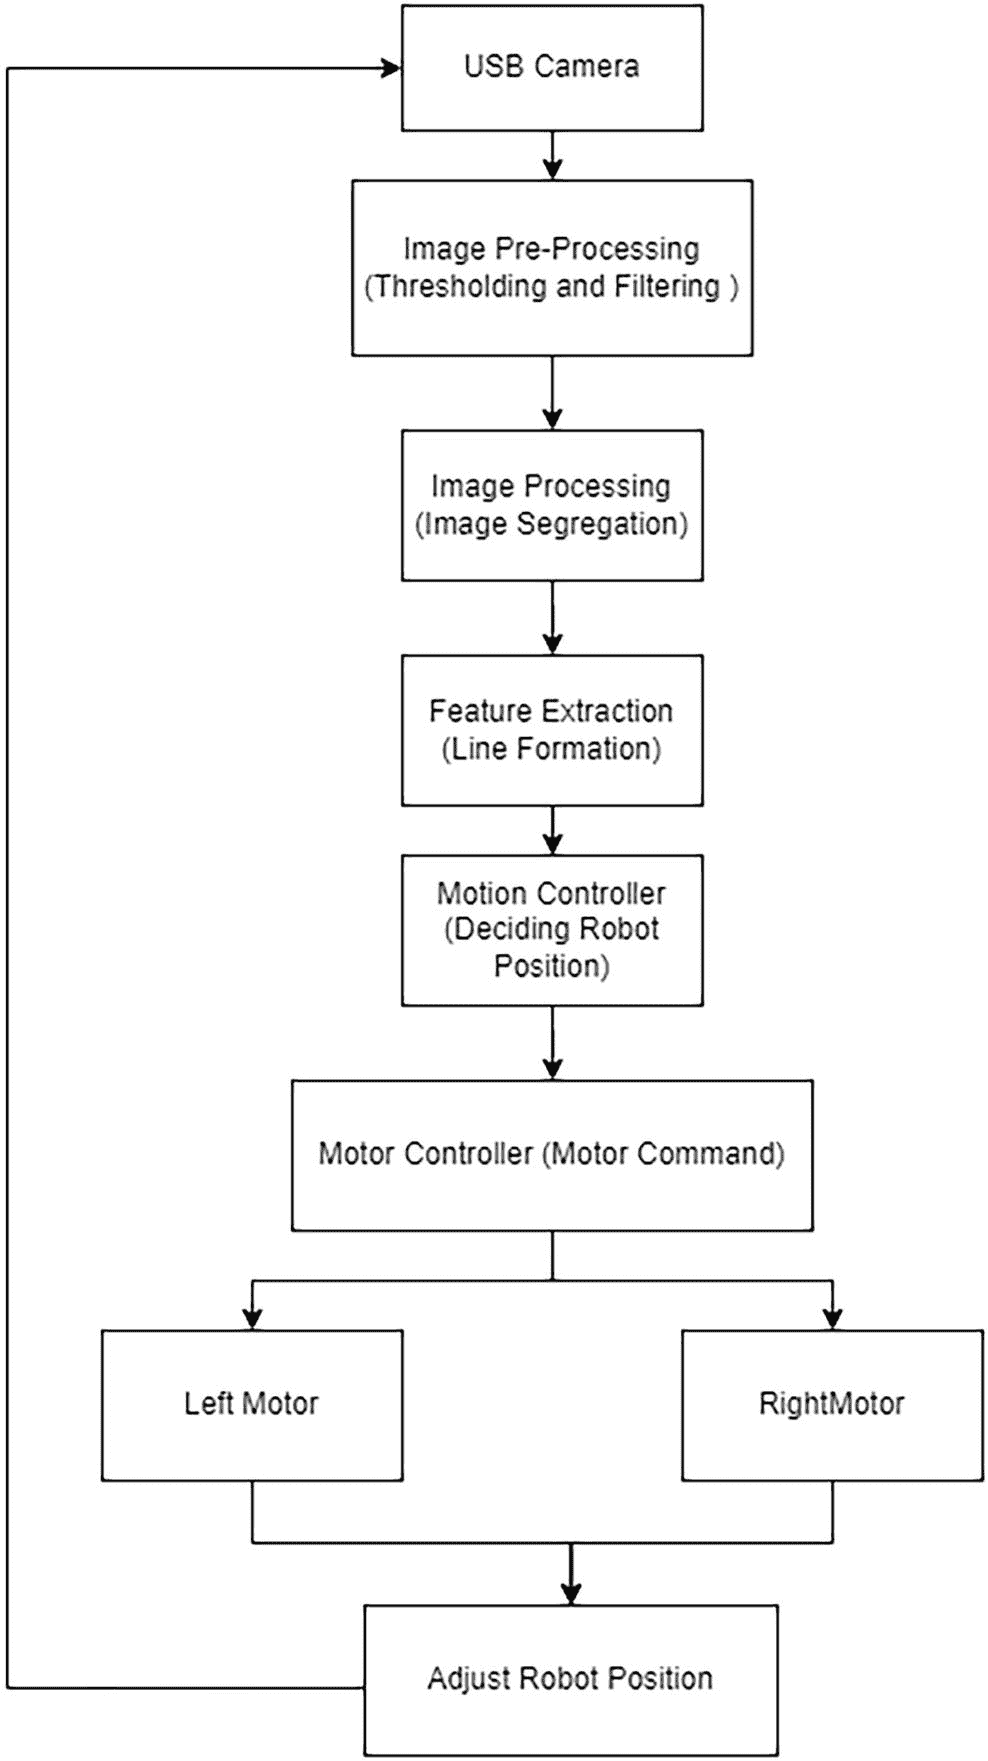 USB Camera
Image Pre-Processing
(Thresholding and Filtering )
Image Processing
(Image Segregation)
Feature Extraction
(Line Formation)
Motion Controller
(Deciding Robot
Position)
Motor Controller (Motor Command)
Left Motor
RightMotor
Adjust Robot Position